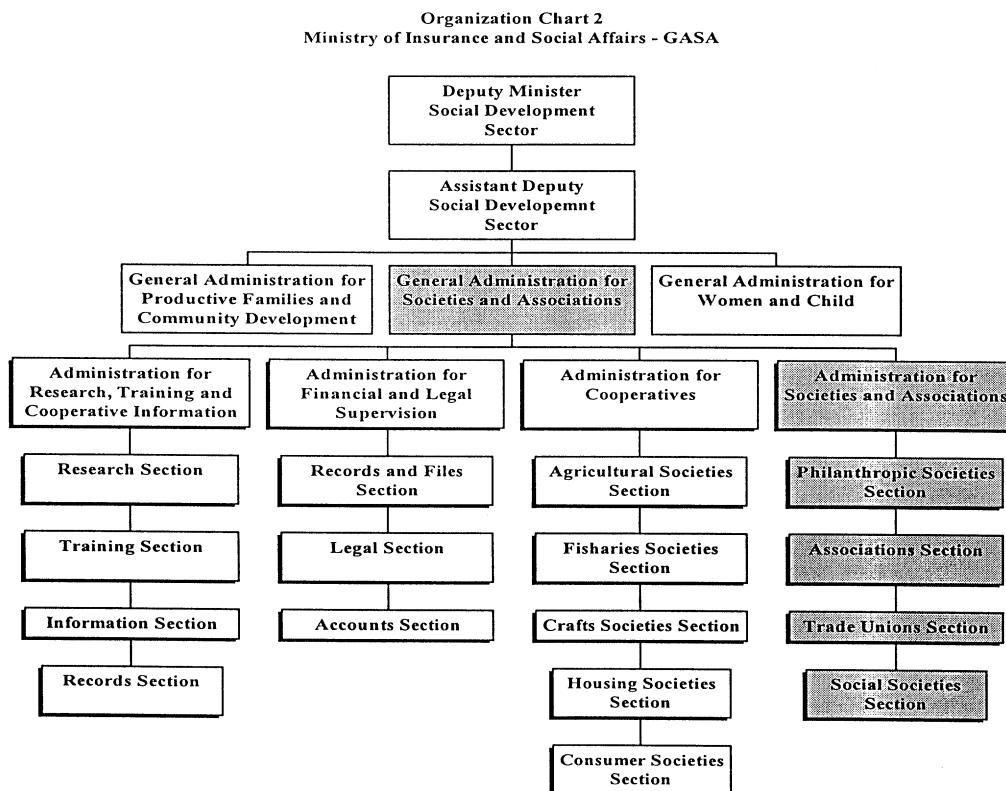 Organization Chart 2
Ministry of Insurance and Social Affairs - GASA
Deputy Minister
Social Development
Sector
Assistant Deputy
Social Developemnt
Sector
General Administration for
Productive Families and
Community Development
General Administration for
Societies and Associations
General Administration for
Women and Child
Administration for
Research, Training and
Cooperative Information
Administration for
Financial and Legal
Supervision
Administration for
Cooperatives
Administration for
Societies and Associations
Research Section
Records and Files
Section
Agricultural Societies
Section
Philanthropic Societies
Section
Training Section
Legal Section
Fisharies Societies
Section
Associations Section
Information Section
Accounts Section
Crafts Societies Section
Trade Unions Section
Records Section
Housing Societies
Section
Social Societies
Section
Consumer Societies
Section